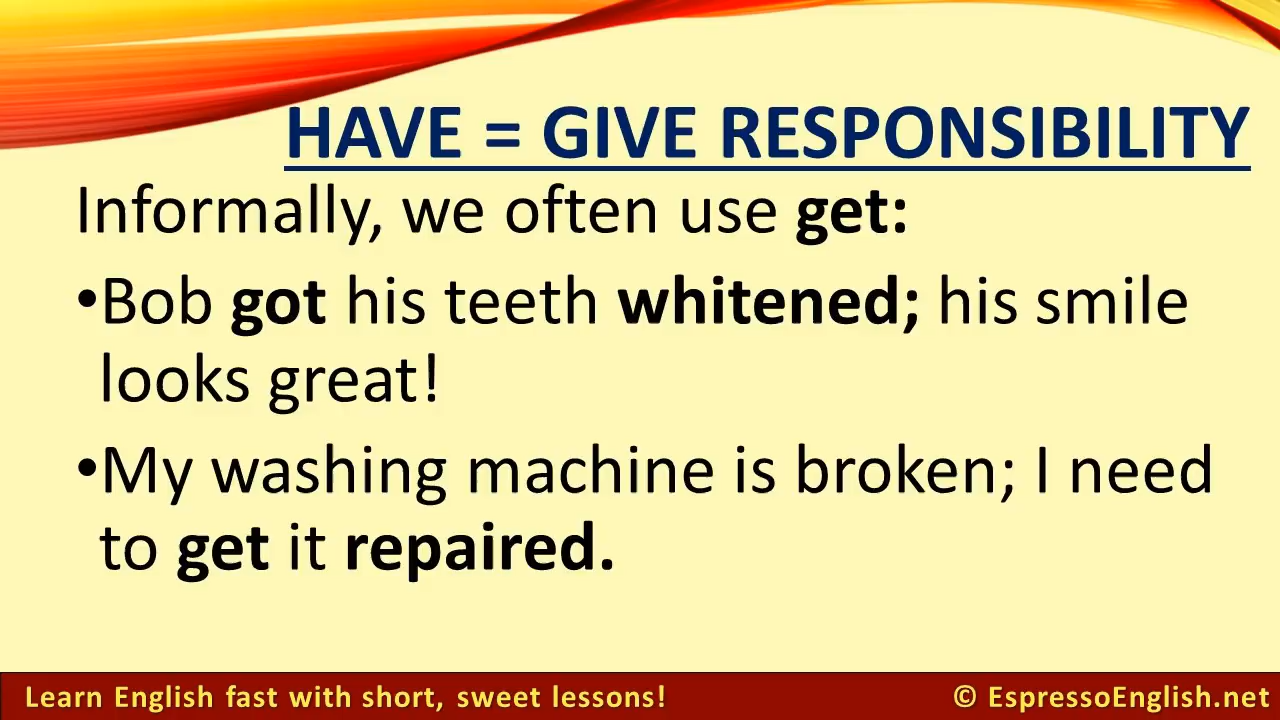 HAVE = GIVE RESPONSIBILITY
Informally, we often use get:
•Bob got his teeth whitened; his smile
looks great!
•My washing machine is broken; I need
to get it repaired.
Learn English fast with short, sweet lessons!
© EspressoEnglish.net